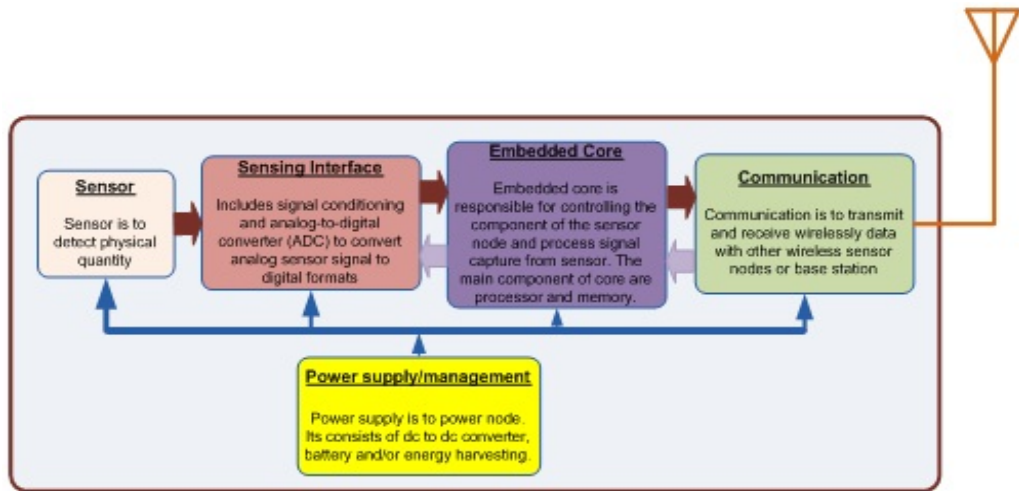 Sensor
Sensor is to
detect physical
quantity
Sensing Interface
Includes signal conditioning
and analog-to-digital
converter (ADC) to convert
analog sensor signal to
digital formats
Embedded Core
Embedded core is
responsible for controlling the
component of the sensor
node and process signal
capture from sensor. The
main component of core are
processor and memory.
Communication
Communication is to transmit
and receive wirelessly data
with other wireless sensor
nodes or base station
Power supply/management
Power supply is to power node.
Its consists of dc to dc converter,
battery and/or energy harvesting.